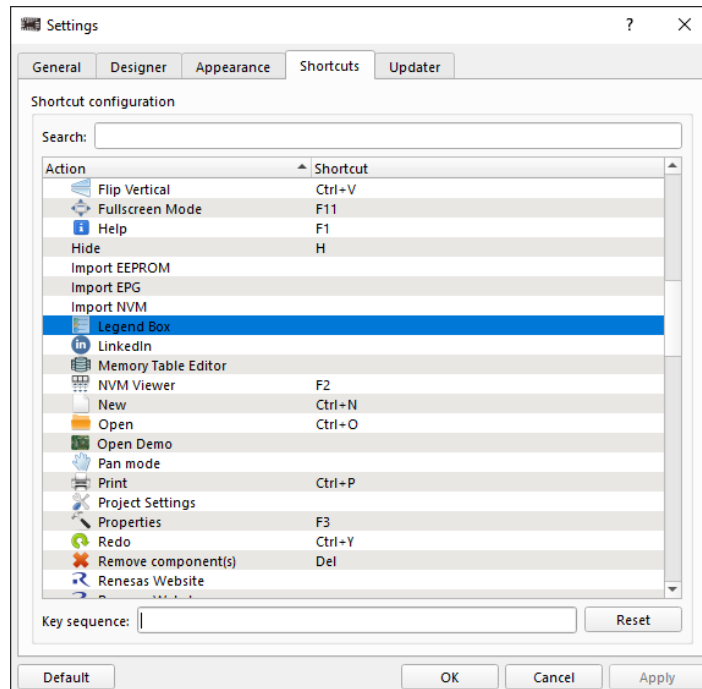 Settings
General Designer Appearance Shortcuts Updater
Shortcut configuration
Search:
Action Shortcut
Flip Vertical Ctrl+V
Fullscreen Mode F11
Help F1
Hide H
Import EEPROM
Import EPG
Import NVM
Legend Box
in LinkedIn
Memory Table Editor
NVM Viewer F2
New Ctrl+N
Open Ctrl+O
Open Demo
Pan mode
Print Ctrl+P
Project Settings
Properties F3
Redo Ctrl+Y
Remove component(s) Del
Renesas Website
Key sequence: Reset
Default OK Cancel Apply